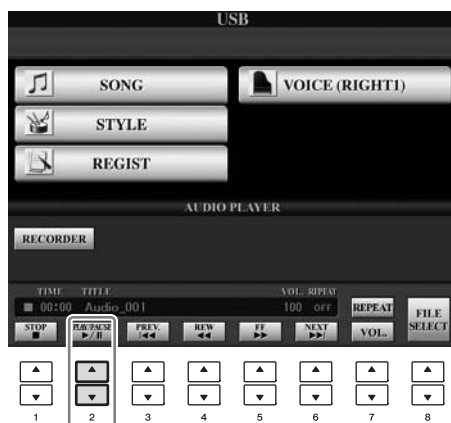 USB
SONG
VOICE (RIGHT1)
STYLE
REGIST
AUDIO PLAYER
RECORDER
TIME TITLE VOL. REPEAT
00:00 Audio_001 100 OFF
REPEAT
FILE SELECT
STOP PLAY/PAUSE PREV. REW FF NEXT VOL.
1 2 3 4 5 6 7 8